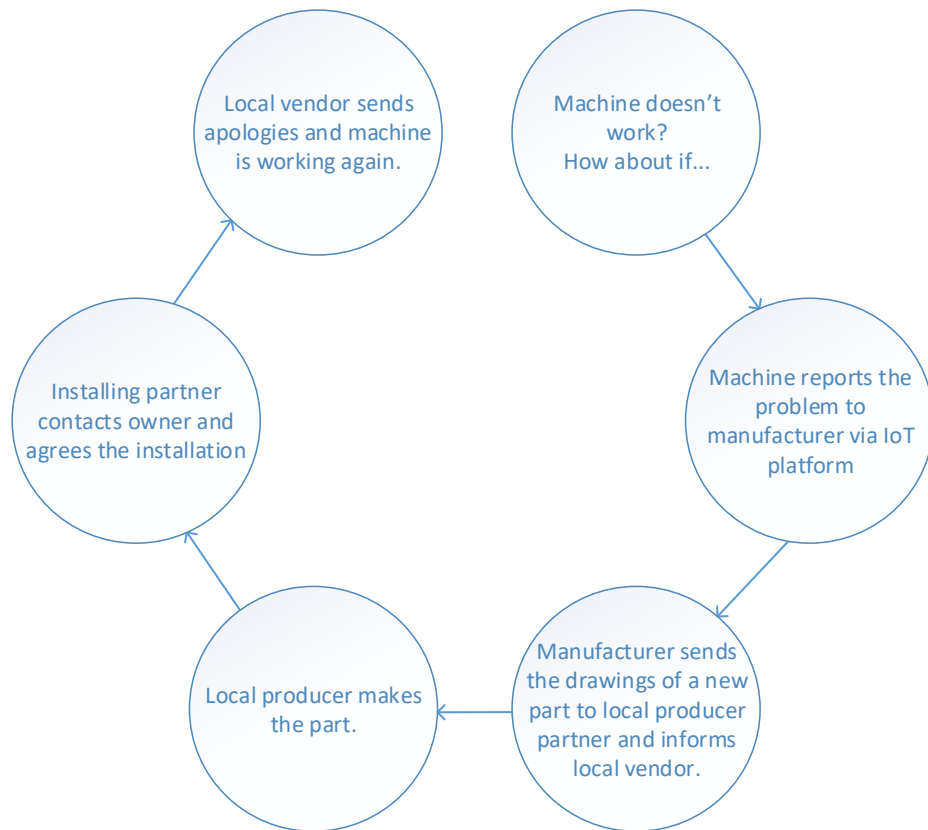 Machine doesn’t
work?
How about if...
Machine reports the
problem to
manufacturer via IoT
platform
Manufacturer sends
the drawings of a new
part to local producer
partner and informs
local vendor.
Local producer makes
the part.
Installing partner
contacts owner and
agrees the installation
Local vendor sends
apologies and machine
is working again.